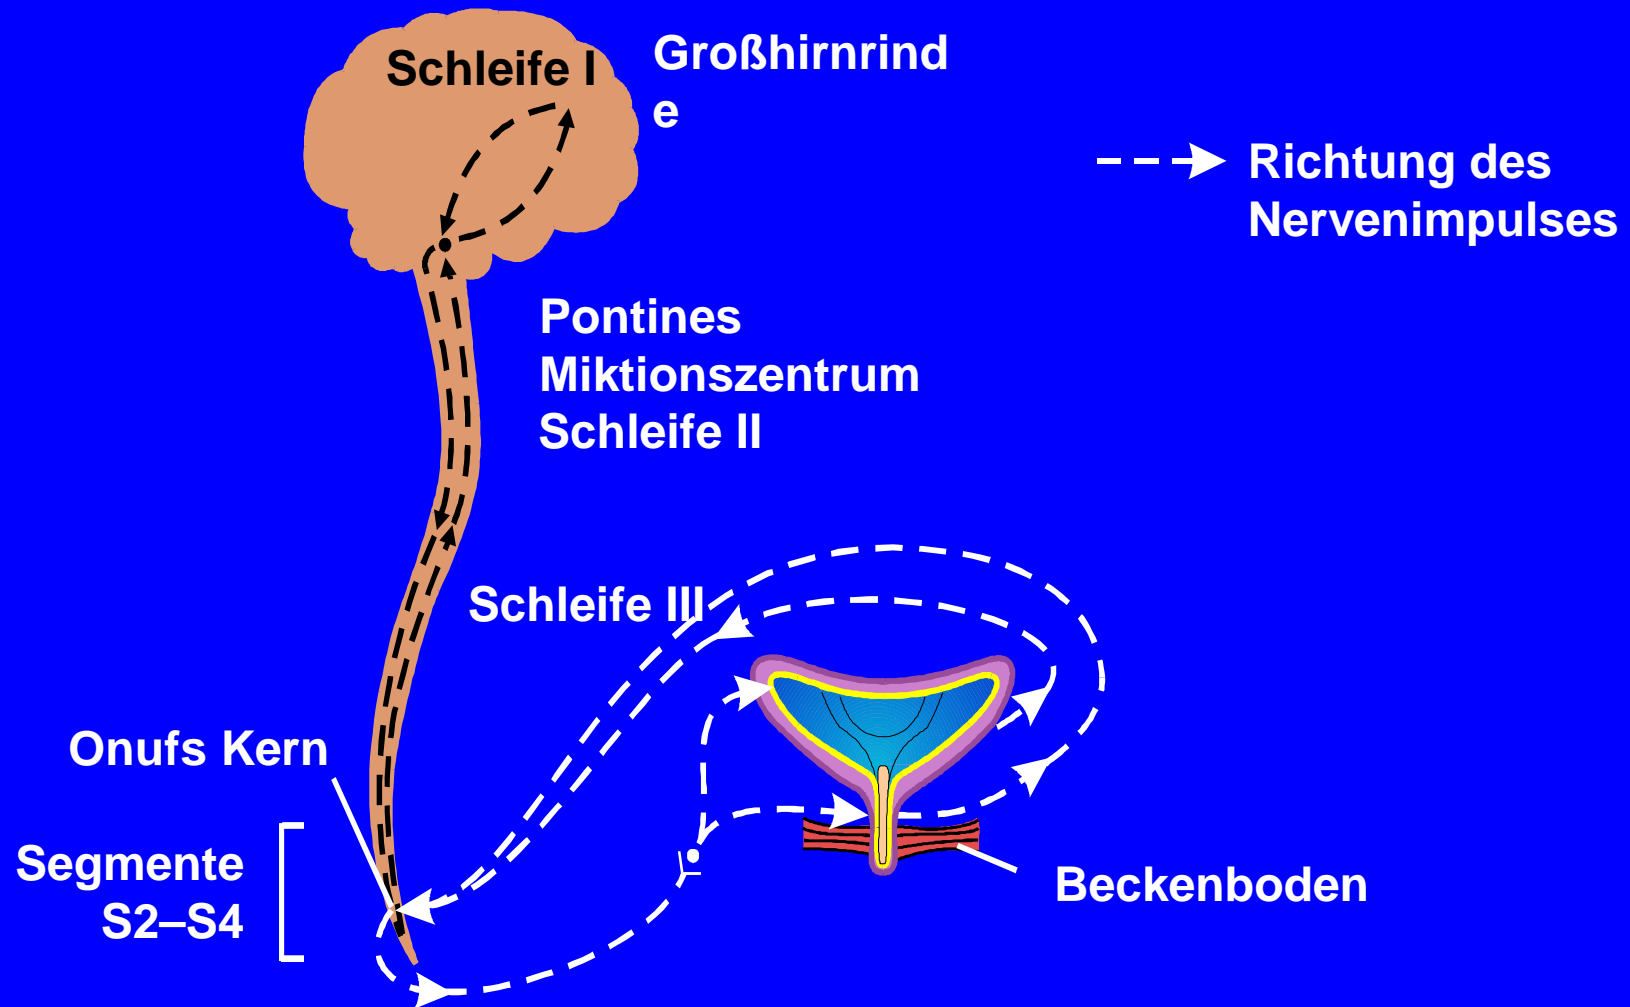 Schleife I
Großhirnrind
e
Richtung des
Nervenimpulses
Pontines
Miktionszentrum
Schleife II
Schleife III
Onufs Kern
Segmente
S2–S4
Beckenboden